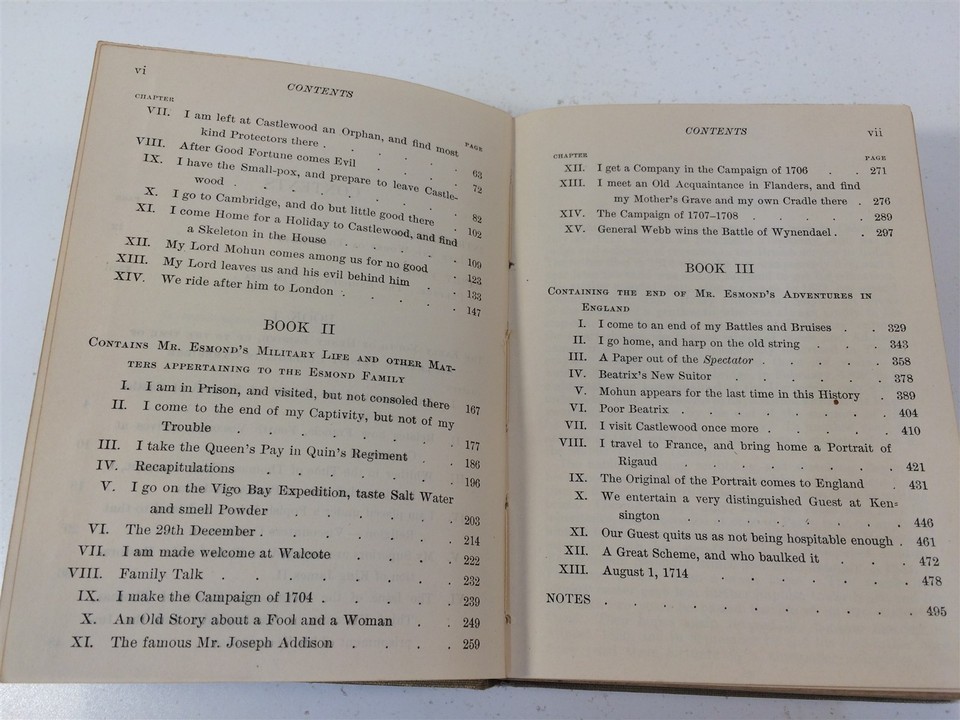 vi
CONTENTS
CHAPTER
PAGE
VII. I am left at Castlewood an Orphan, and find most
kind Protectors there . . . . . 63
VIII. After Good Fortune comes Evil . . . 72
IX. I have the Small-pox, and prepare to leave Castle-
wood . . . . . . . 82
X. I go to Cambridge, and do but little good there . 102
XI. I come Home for a Holiday to Castlewood, and find
a Skeleton in the House . . . . 109
XII. My Lord Mohun comes among us for no good . 123
XIII. My Lord leaves us and his evil behind him . . 133
XIV. We ride after him to London . . . . 147
BOOK II
CONTAINS MR. ESMOND'S MILITARY LIFE AND OTHER MAT-
TERS APPERTAINING TO THE ESMOND FAMILY
I. I am in Prison, and visited, but not consoled there 167
II. I come to the end of my Captivity, but not of my
Trouble . . . . . . . 177
III. I take the Queen's Pay in Quin's Regiment . . 186
IV. Recapitulations . . . . . . 196
V. I go on the Vigo Bay Expedition, taste Salt Water
and smell Powder . . . . . 203
VI. The 29th December . . . . . . 214
VII. I am made welcome at Walcote . . . . 222
VIII. Family Talk . . . . . . . 232
IX. I make the Campaign of 1704 . . . . 239
X. An Old Story about a Fool and a Woman . . 249
XI. The famous Mr. Joseph Addison . . . . 259
CONTENTS
vii
CHAPTER
PAGE
XII. I get a Company in the Campaign of 1706 . . 271
XIII. I meet an Old Acquaintance in Flanders, and find
my Mother's Grave and my own Cradle there . 276
XIV. The Campaign of 1707–1708 . . . . . 289
XV. General Webb wins the Battle of Wynendael . . 297
BOOK III
CONTAINING THE END OF MR. ESMOND'S ADVENTURES IN
ENGLAND
I. I come to an end of my Battles and Bruises . . 329
II. I go home, and harp on the old string . . . 343
III. A Paper out of the Spectator . . . . . 358
IV. Beatrix's New Suitor . . . . . . 378
V. Mohun appears for the last time in this History . 389
VI. Poor Beatrix . . . . . . . 404
VII. I visit Castlewood once more . . . . . 410
VIII. I travel to France, and bring home a Portrait of
Rigaud . . . . . . . 421
IX. The Original of the Portrait comes to England . 431
X. We entertain a very distinguished Guest at Ken-
sington . . . . . . . 446
XI. Our Guest quits us as not being hospitable enough . 461
XII. A Great Scheme, and who baulked it . . . 472
XIII. August 1, 1714 . . . . . . . 478
NOTES . . . . . . . . . . . . 495